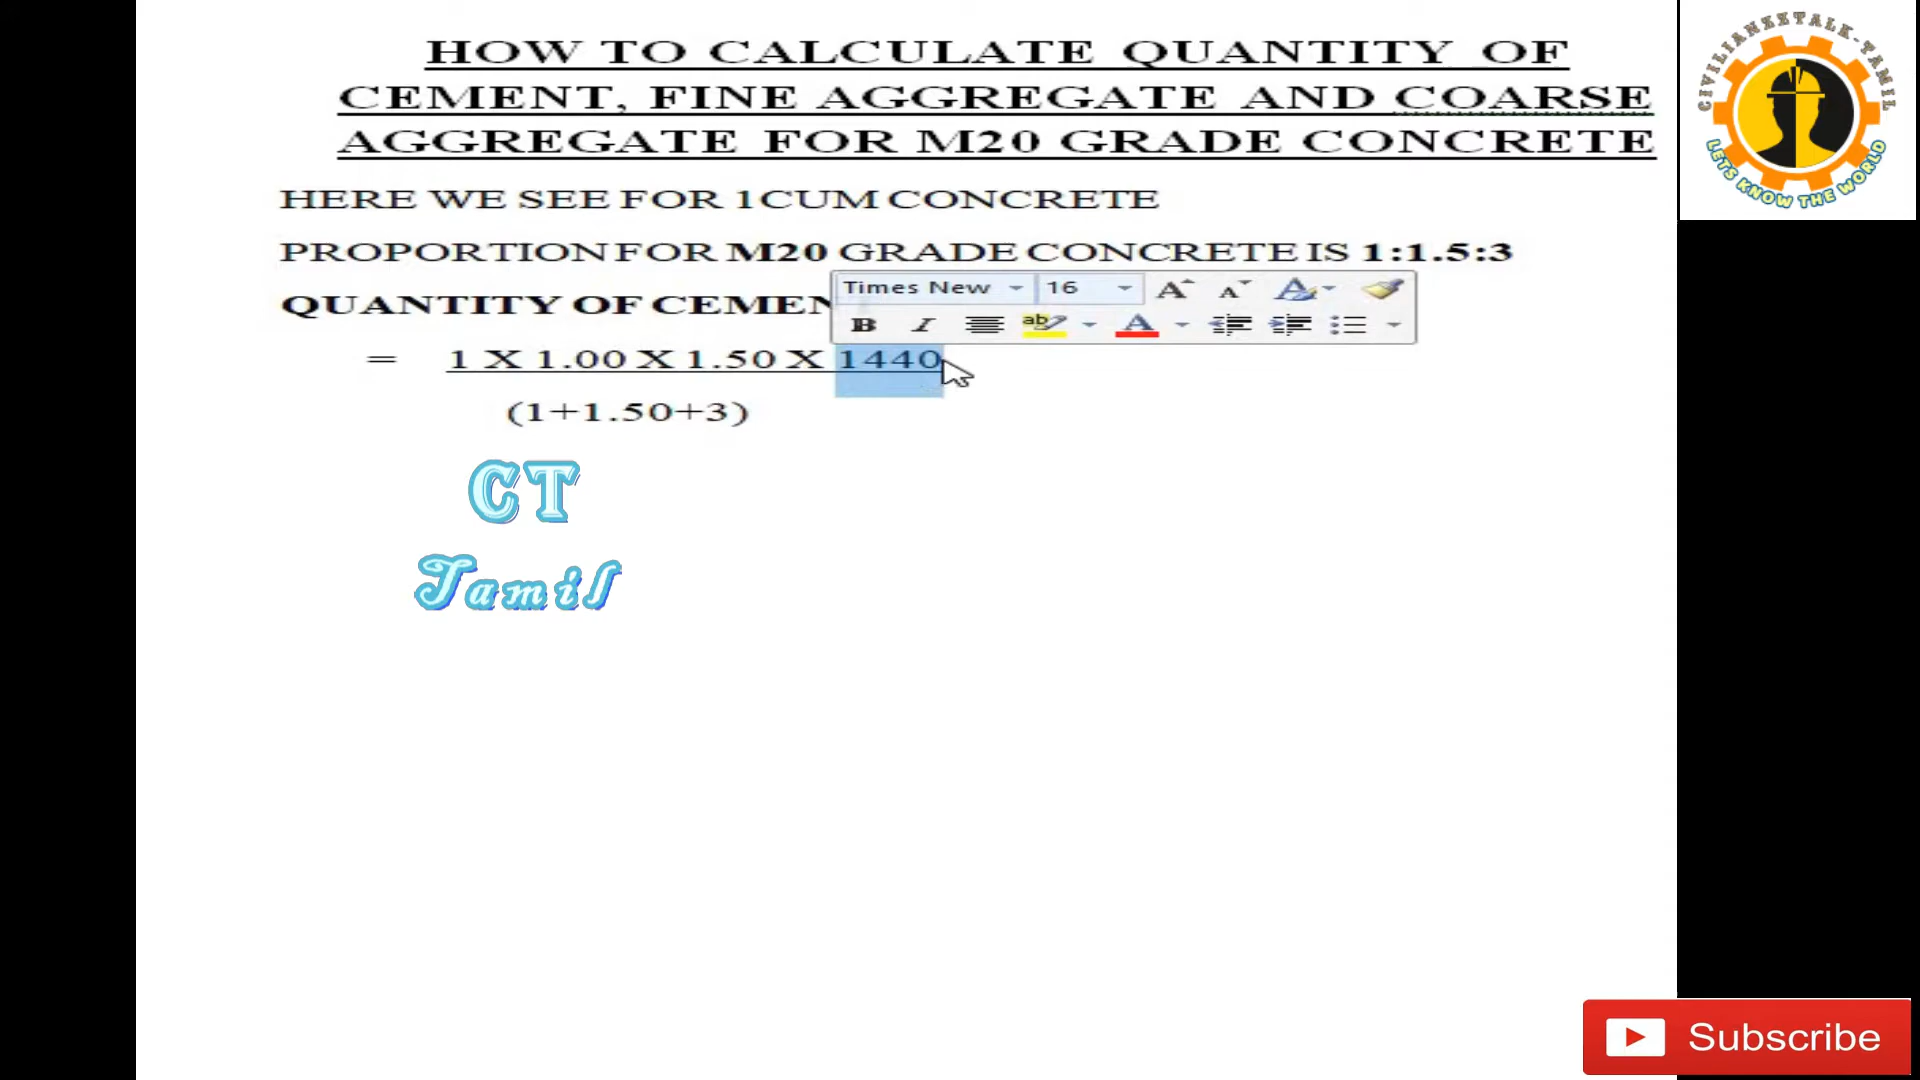 HOW TO CALCULATE QUANTITY OF
CEMENT, FINE AGGREGATE AND COARSE
AGGREGATE FOR M20 GRADE CONCRETE
HERE WE SEE FOR 1CUM CONCRETE
PROPORTION FOR M20 GRADE CONCRETE IS 1:1.5:3
QUANTITY OF CEMEN
Times New 16
B I ab A
= 1 X 1.00 X 1.50 X 1440
(1+1.50+3)
CT
Tamil
CIVILIANZZTALK-TAMIL
LETS KNOW THE WORLD
Subscribe